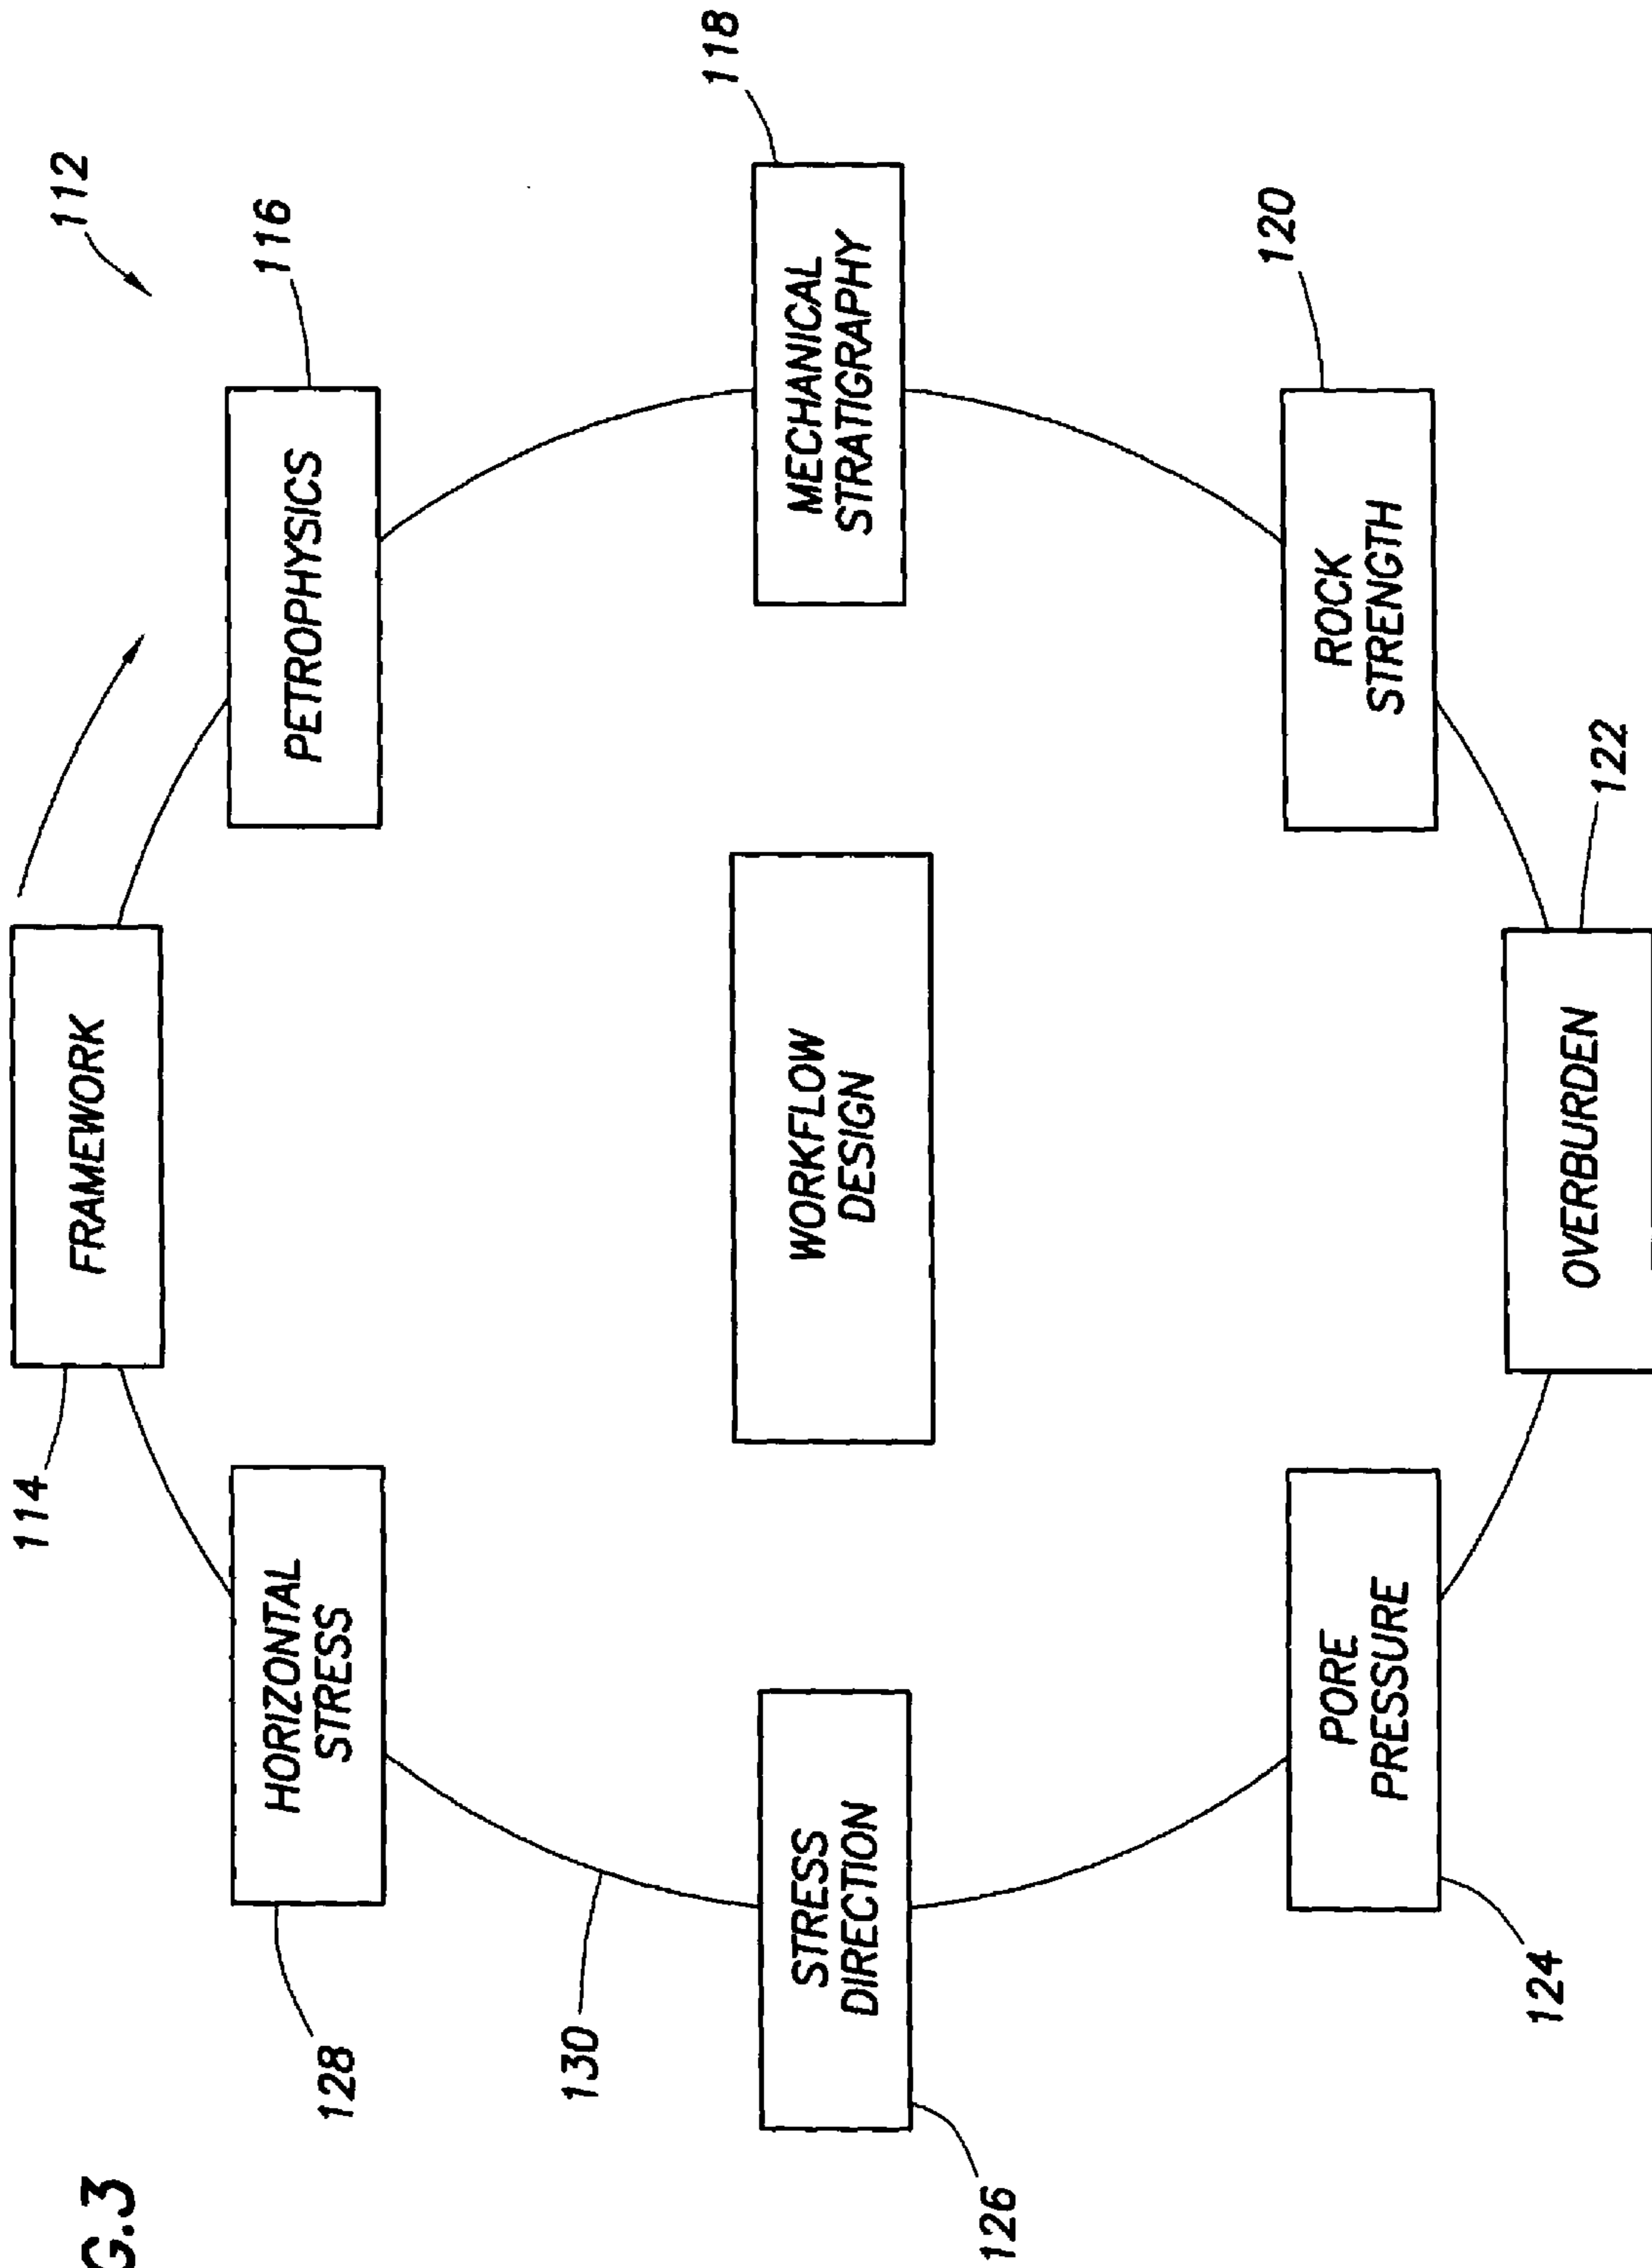 G.3
114
FRAMEWORK
112
128
HORIZONTAL
STRESS
PETROPHYSICS
116
130
126
STRESS
DIRECTION
WORKFLOW
DESIGN
MECHANICAL
STRATIGRAPHY
118
124
PORE
PRESSURE
ROCK
STRENGTH
120
OVERBURDEN
122